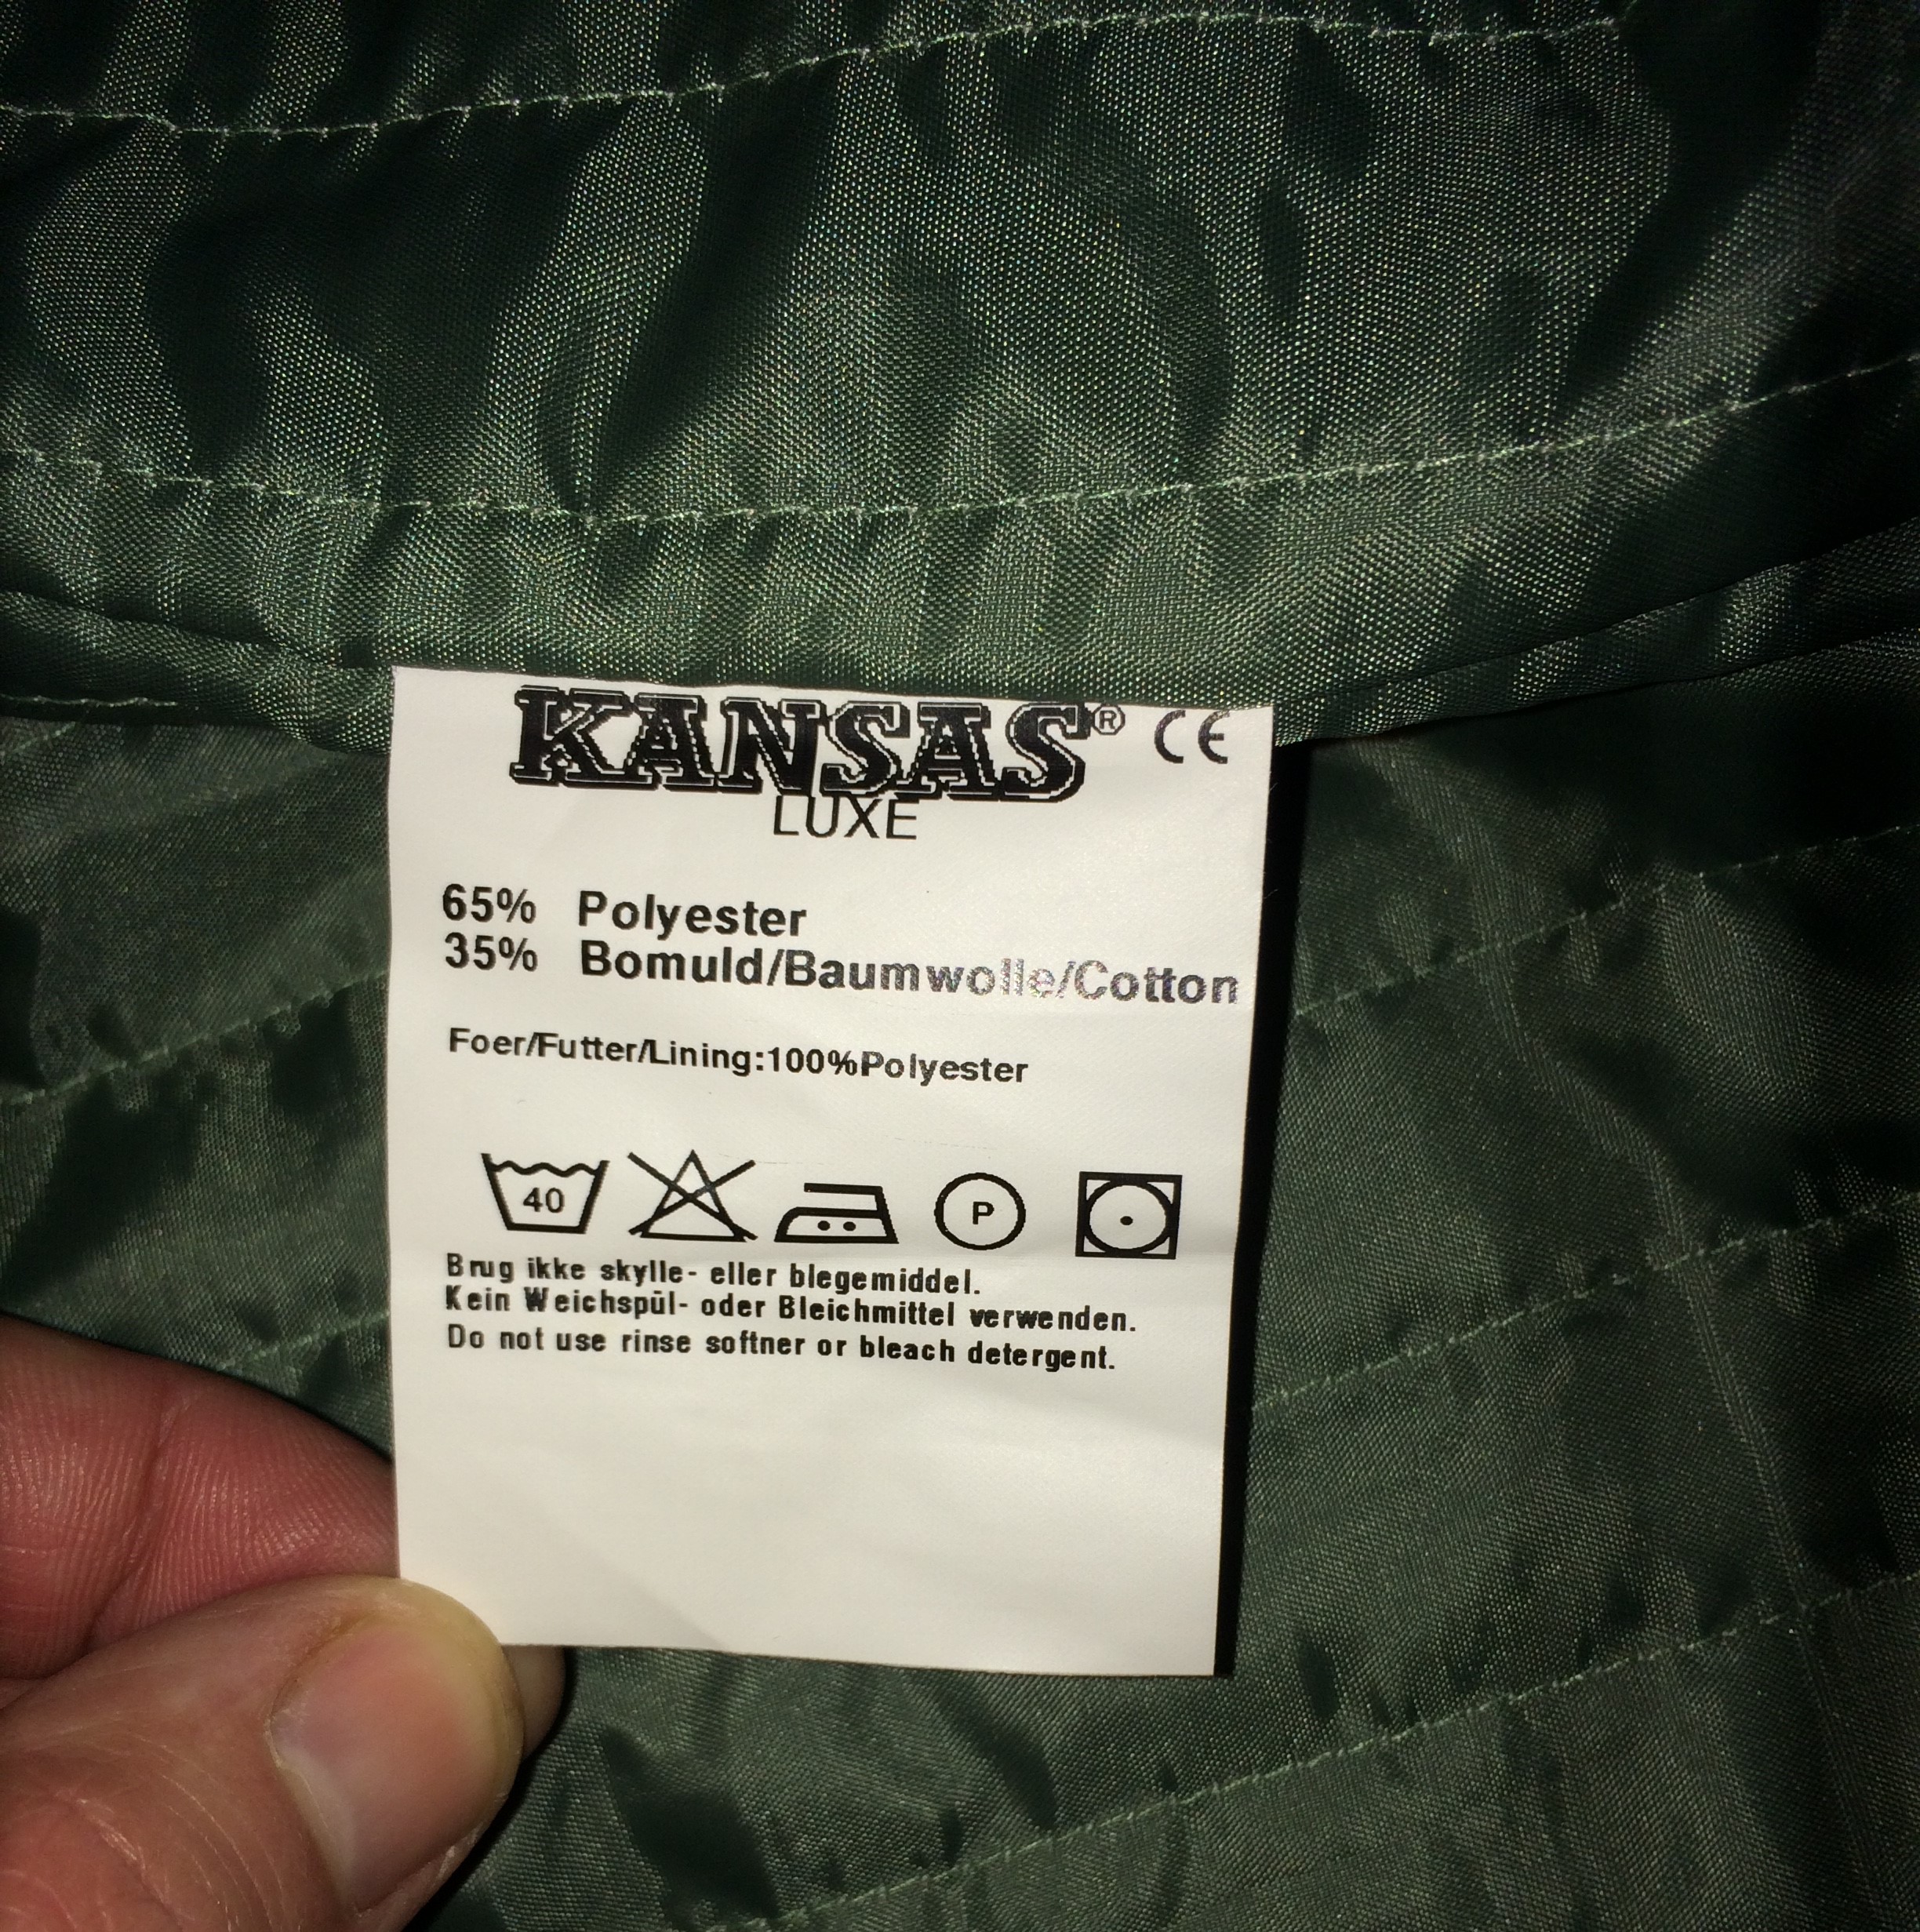 KANSAS® CE
LUXE
65% Polyester
35% Bomuld/Baumwolle/Cotton
Foer/Futter/Lining:100%Polyester
40 P
Brug ikke skylle- eller blegemiddel.
Kein Weichspül- oder Bleichmittel verwenden.
Do not use rinse softner or bleach detergent.